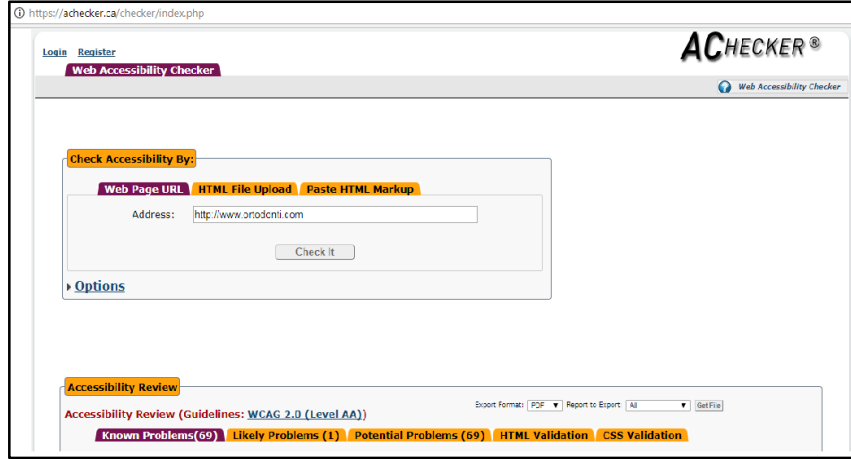 https://achecker.ca/checker/index.php
Login Register
ACHECKER®
Web Accessibility Checker
Web Accessibility Checker
Check Accessibility By:
Web Page URL HTML File Upload Paste HTML Markup
Address: http://www.ortodonti.com
Check It
Options
Accessibility Review
Export Format: PDF Report to Export: All Get File
Accessibility Review (Guidelines: WCAG 2.0 (Level AA))
Known Problems(69) Likely Problems (1) Potential Problems (69) HTML Validation CSS Validation